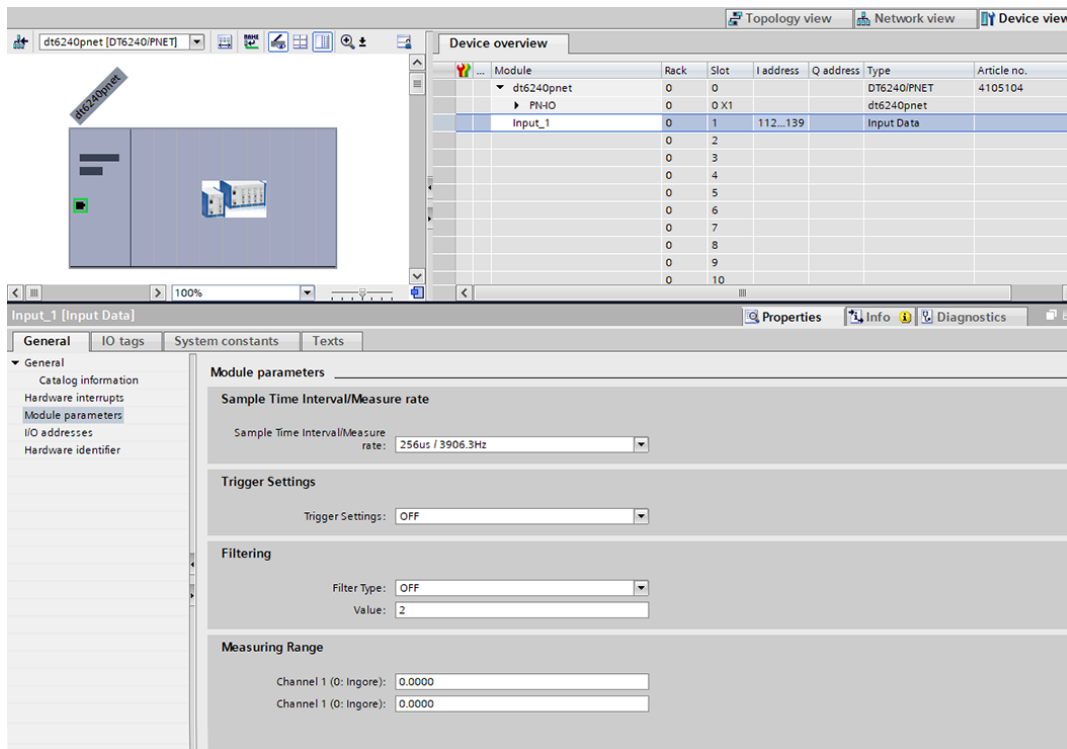 Topology view Network view Device view
dt6240pnet [DT6240/PNET]
Device overview
... Module Rack Slot I address Q address Type Article no.
dt6240pnet 0 0 DT6240/PNET 4105104
PN-IO 0 0 X1 dt6240pnet
Input_1 0 1 112...139 Input Data
0 2
0 3
0 4
0 5
0 6
0 7
0 8
0 9
0 10
dt6240pnet
100%
Input_1 [Input Data]
Properties Info Diagnostics
General IO tags System constants Texts
General
Catalog information
Hardware interrupts
Module parameters
I/O addresses
Hardware identifier
Module parameters
Sample Time Interval/Measure rate
Sample Time Interval/Measure
rate: 256us / 3906.3Hz
Trigger Settings
Trigger Settings: OFF
Filtering
Filter Type: OFF
Value: 2
Measuring Range
Channel 1 (0: Ingore): 0.0000
Channel 1 (0: Ingore): 0.0000